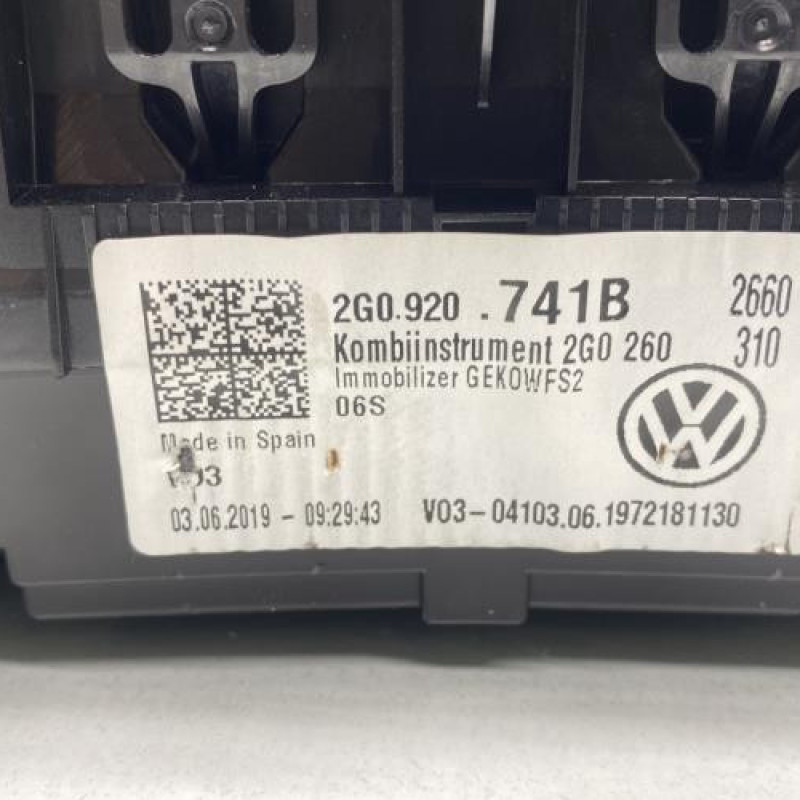 2G0.920 .741B 2660
Kombiinstrument 2G0 260 310
Immobilizer GEKOWFS2
06S
Made in Spain
V03
03.06.2019 - 09:29:43 V03-04103.06.1972181130